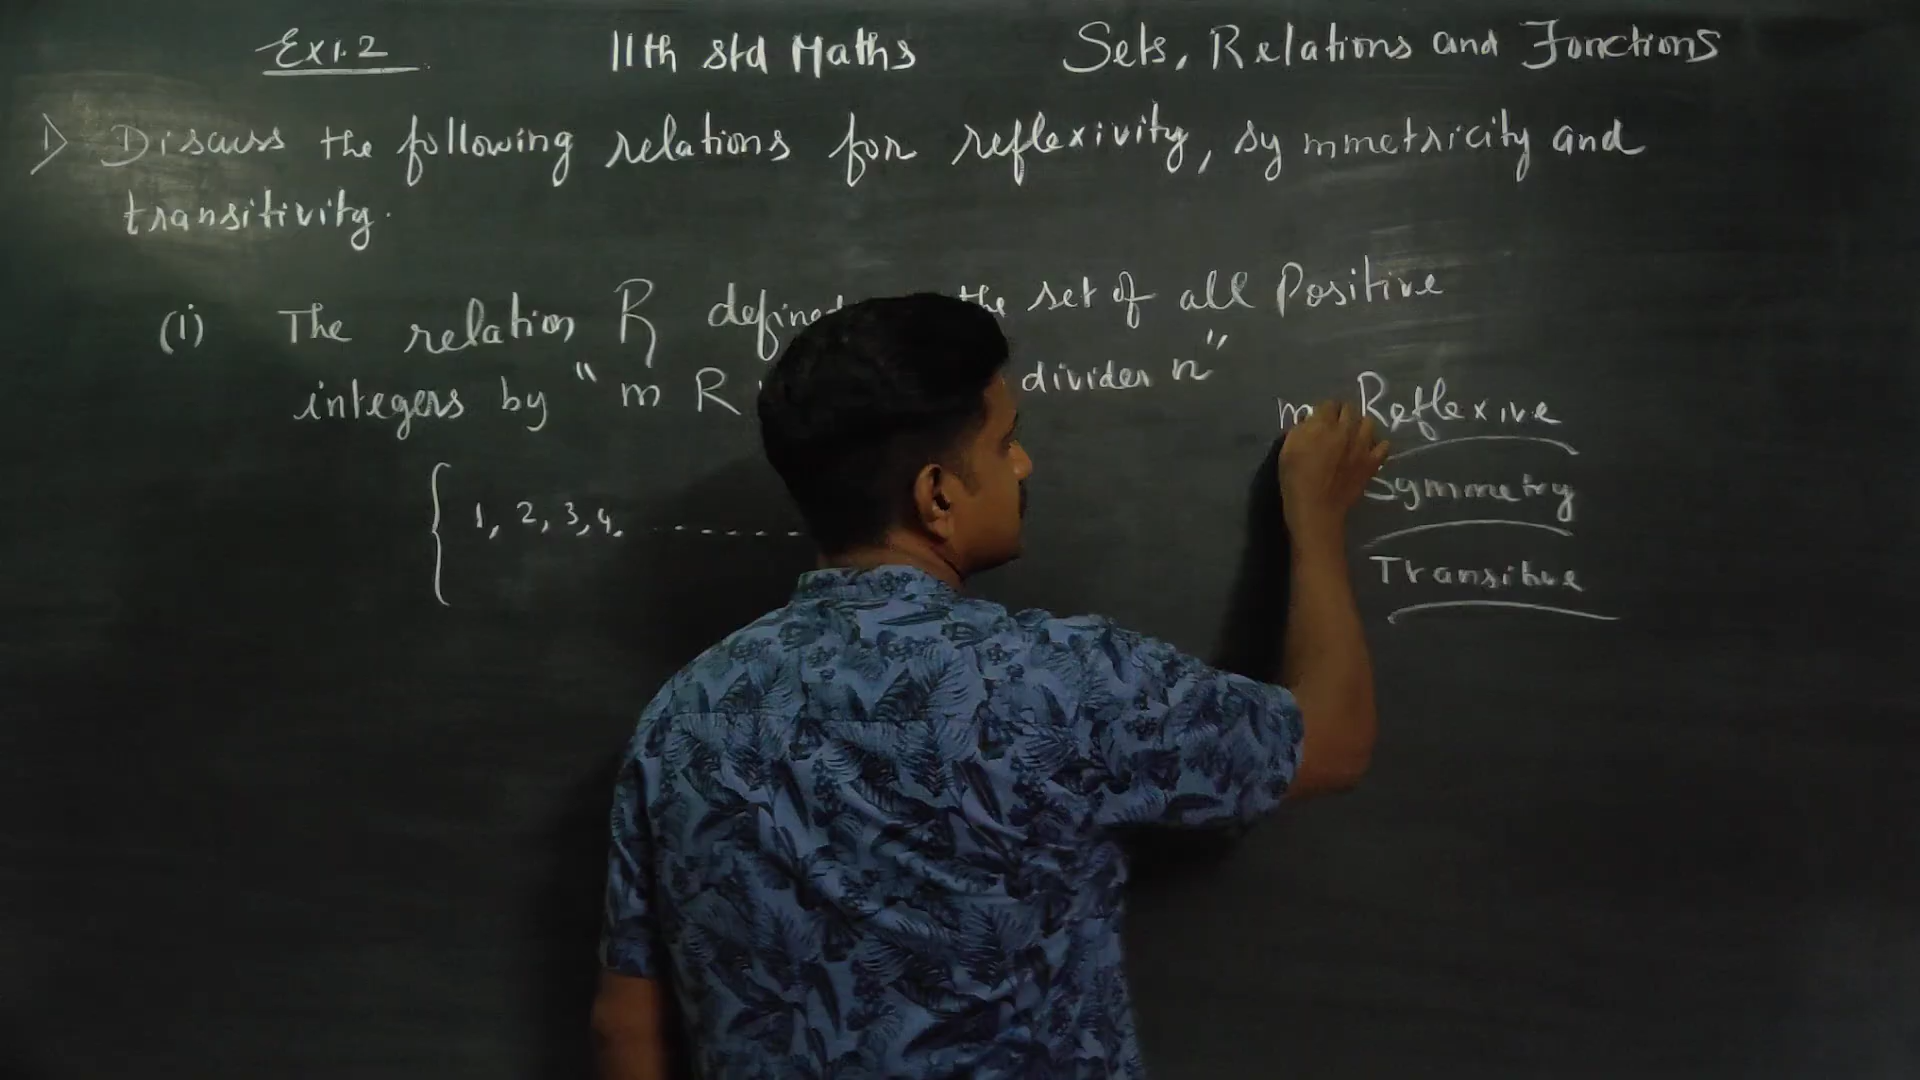 Ex1.2 11th std Maths Sets, Relations and Functions
1) Discuss the following relations for reflexivity, symmetricity and
transitivity.
(i) The relation R the set of all Positive
integers by "m R divides n"
m Reflexive
Symmetry
{ 1, 2, 3, 4, .......
Transitive